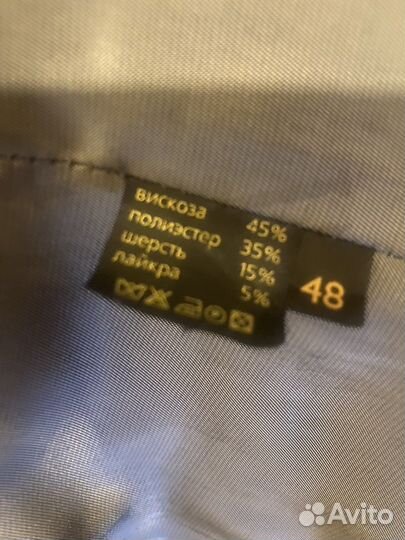 вискоза 45%
полиэстер 35%
шерсть 15%
лайкра 5%
48
Avito